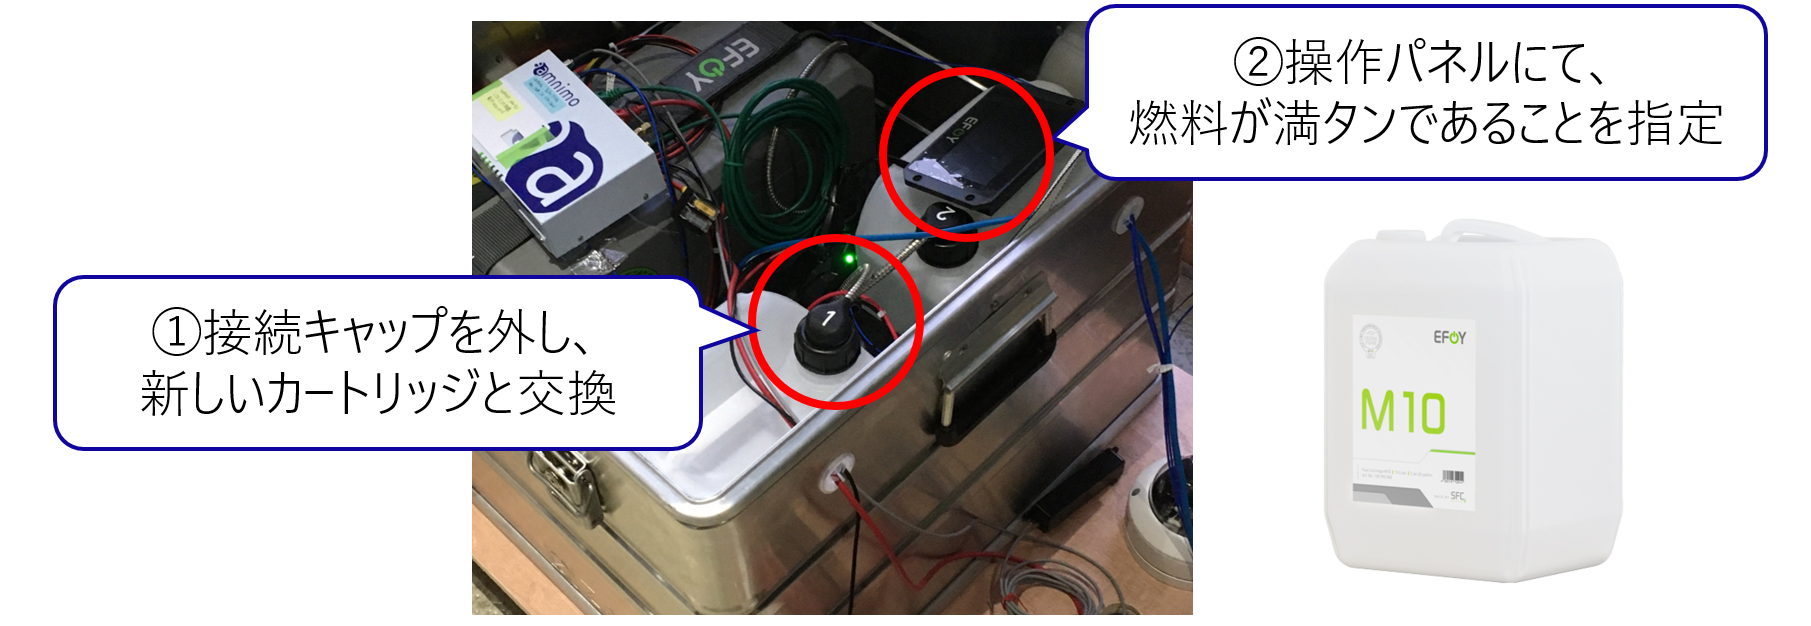 ②操作パネルにて、
燃料が満タンであることを指定
①接続キャップを外し、
新しいカートリッジと交換
amnimo
a
EFOY
EFOY
2
1
EFOY
M10
SFC